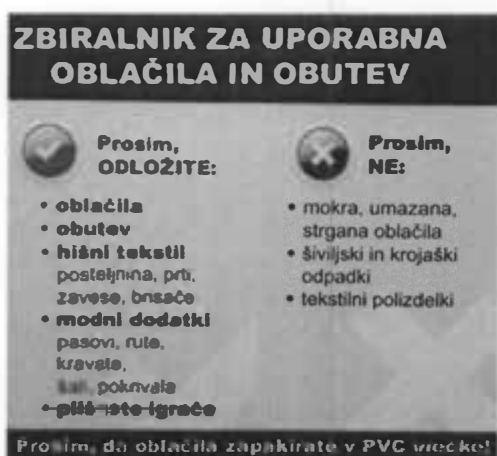 ZBIRALNIK ZA UPORABNA
OBLAČILA IN OBUTEV
Prosim,
ODLOŽITE:
• oblačila
• obutev
• hišni tekstil
posteljnina, prti,
zavese, brisače
• modni dodatki
pasovi, rute,
kravate,
pokrivala
• igrače
Prosim,
NE:
• mokra, umazana,
strgana oblačila
• šiviljski in krojaški
odpadki
• tekstilni polizdelki
Prosim, da oblačila zapakirate v PVC vrečke!